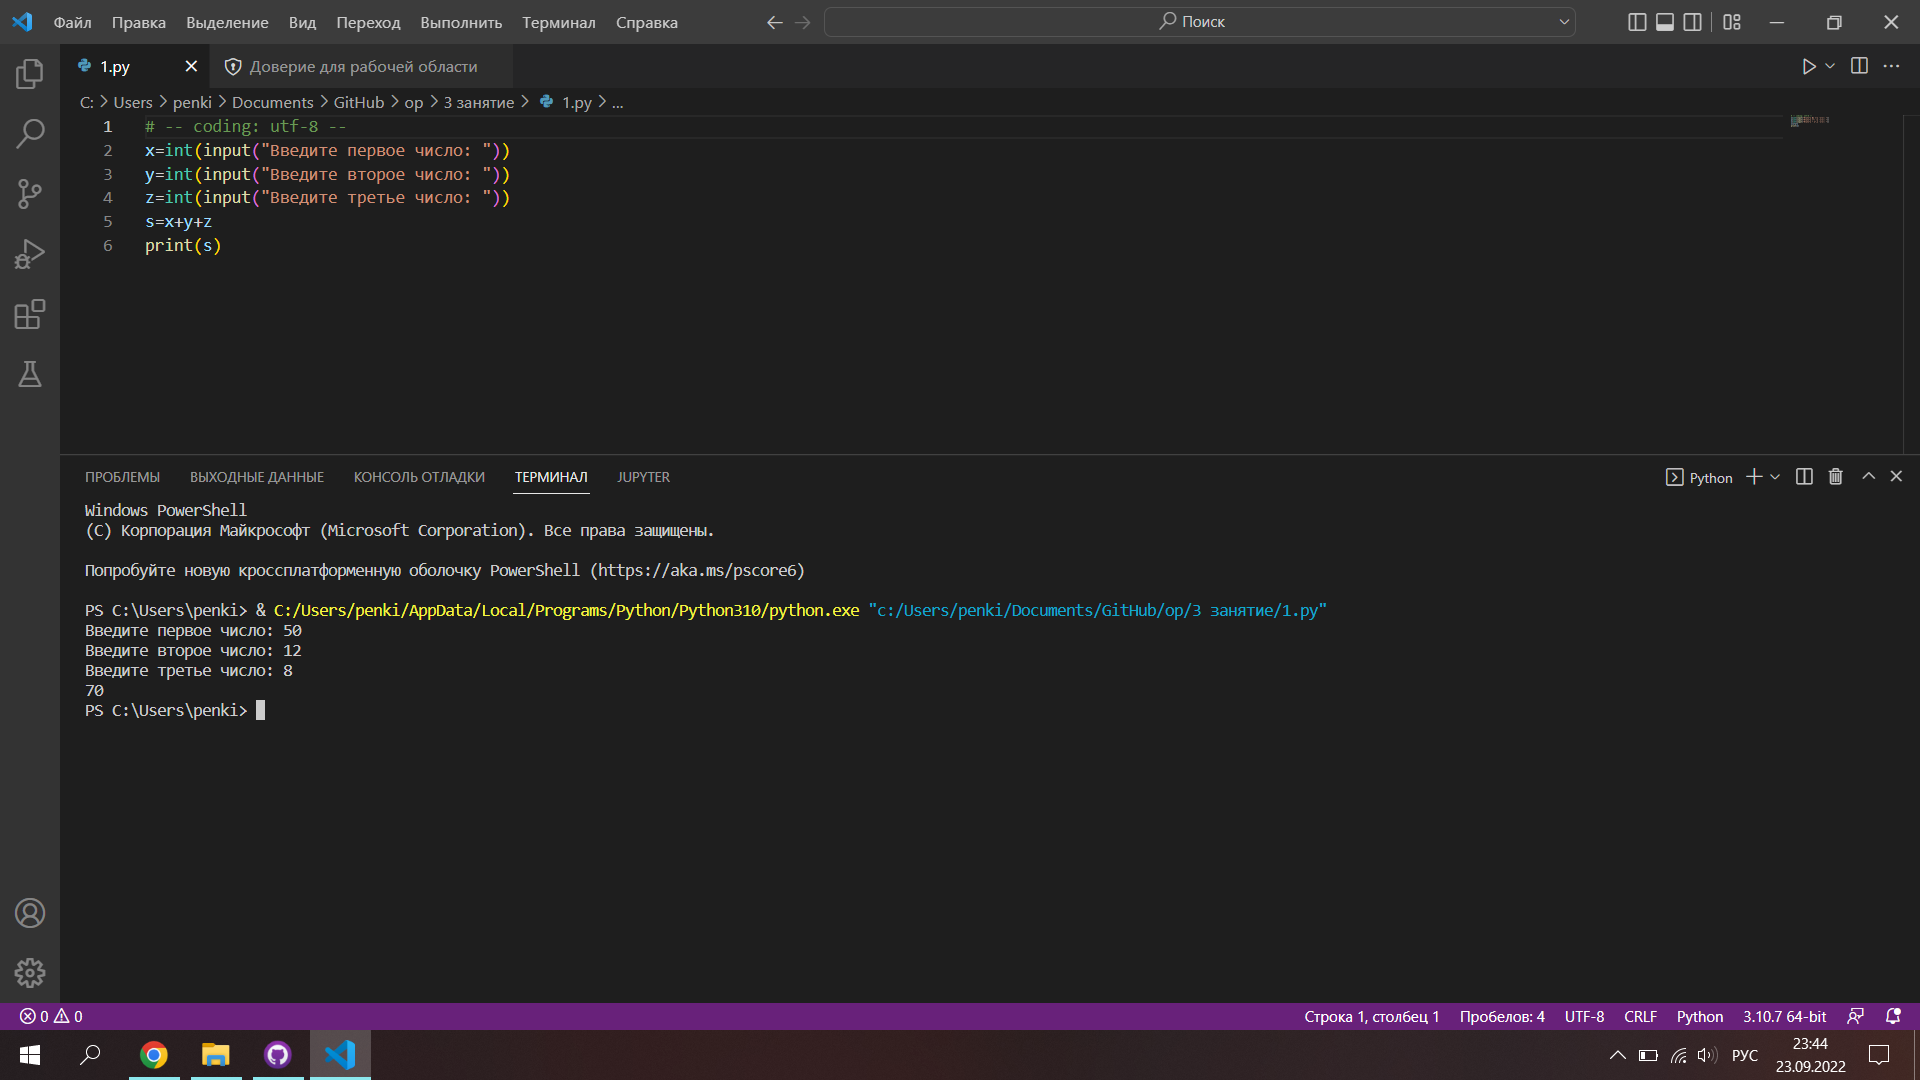 Файл Правка Выделение Вид Переход Выполнить Терминал Справка Поиск
1.py Доверие для рабочей области
C: Users penki Documents GitHub op 3 занятие 1.py ...
1 # -- coding: utf-8 --
2 x=int(input("Введите первое число: "))
3 y=int(input("Введите второе число: "))
4 z=int(input("Введите третье число: "))
5 s=x+y+z
6 print(s)
ПРОБЛЕМЫ ВЫХОДНЫЕ ДАННЫЕ КОНСОЛЬ ОТЛАДКИ ТЕРМИНАЛ JUPYTER Python
Windows PowerShell
(C) Корпорация Майкрософт (Microsoft Corporation). Все права защищены.
Попробуйте новую кроссплатформенную оболочку PowerShell (https://aka.ms/pscore6)
PS C:\Users\penki> & C:/Users/penki/AppData/Local/Programs/Python/Python310/python.exe "c:/Users/penki/Documents/GitHub/op/3 занятие/1.py"
Введите первое число: 50
Введите второе число: 12
Введите третье число: 8
70
PS C:\Users\penki>
0 0 Строка 1, столбец 1 Пробелов: 4 UTF-8 CRLF Python 3.10.7 64-bit
РУС
23:44
23.09.2022